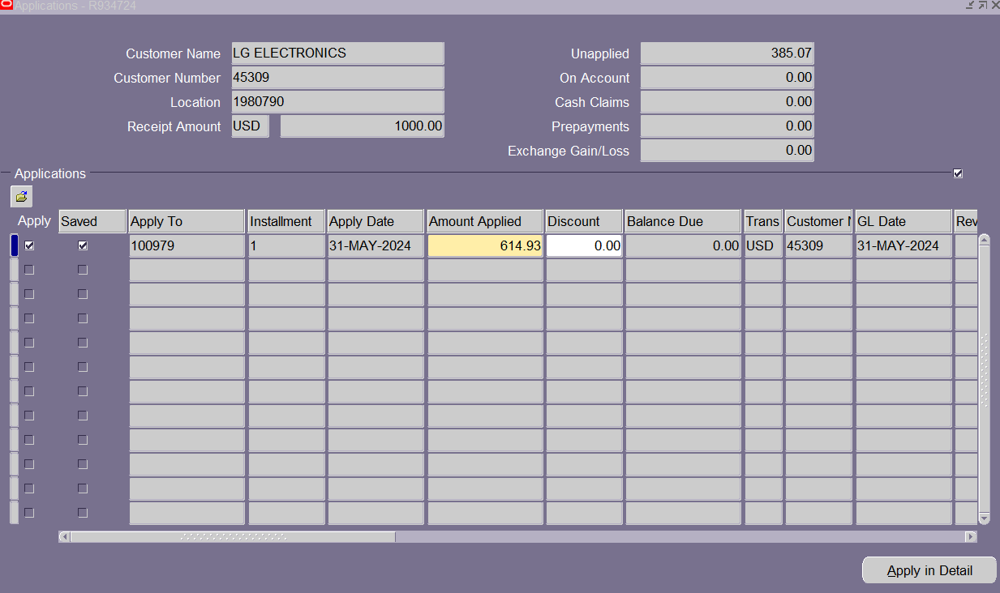 Applications - R934724
Customer Name LG ELECTRONICS
Customer Number 45309
Location 1980790
Receipt Amount USD 1000.00
Unapplied 385.07
On Account 0.00
Cash Claims 0.00
Prepayments 0.00
Exchange Gain/Loss 0.00
Applications
Apply Saved Apply To Installment Apply Date Amount Applied Discount Balance Due Trans Customer N GL Date Rev
100979 1 31-MAY-2024 614.93 0.00 0.00 USD 45309 31-MAY-2024
Apply in Detail